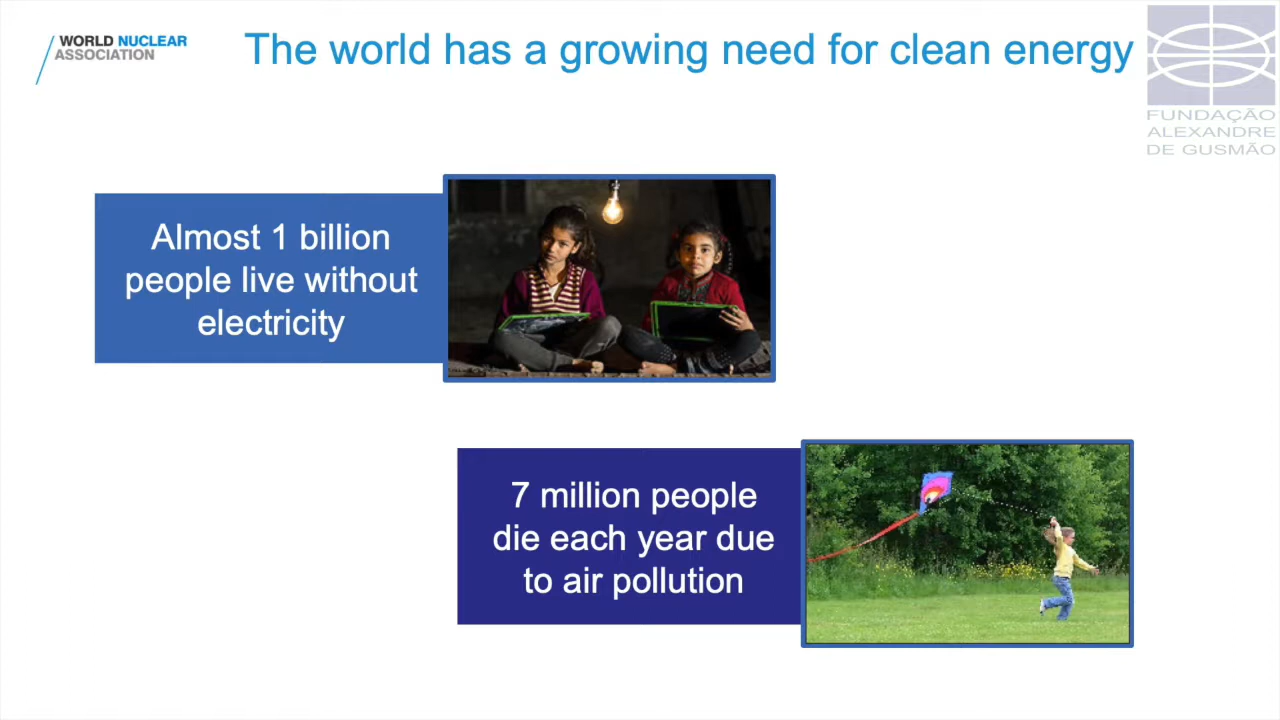 WORLD NUCLEAR
ASSOCIATION
The world has a growing need for clean energy
FUNDAÇÃO
ALEXANDRE
DE GUSMÃO
Almost 1 billion
people live without
electricity
7 million people
die each year due
to air pollution